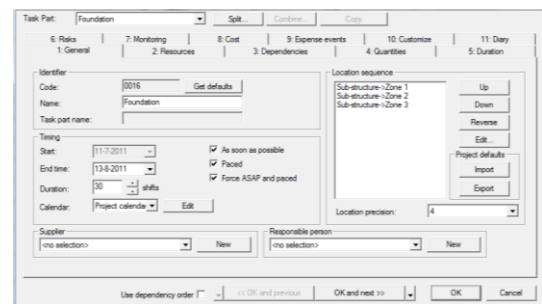 Task Part: Foundation Split... Combine... Copy
6: Risks 7: Monitoring 8: Cost 9: Expense events 10: Customize 11: Diary
1: General 2: Resources 3: Dependencies 4: Quantities 5: Duration
Identifier
Code: 0016 Get defaults
Name: Foundation
Task part name:
Timing
Start: 11-7-2011 As soon as possible
End time: 13-8-2011 Paced
Duration: 30 shifts Force ASAP and paced
Calendar: Project calenda Edit
Location sequence
Sub-structure->Zone 1
Sub-structure->Zone 2
Sub-structure->Zone 3
Up
Down
Reverse
Edit...
Project defaults
Import
Export
Location precision: 4
Supplier
<no selection> New
Responsible person
<no selection> New
Use dependency order << OK and previous OK and next >> OK Cancel